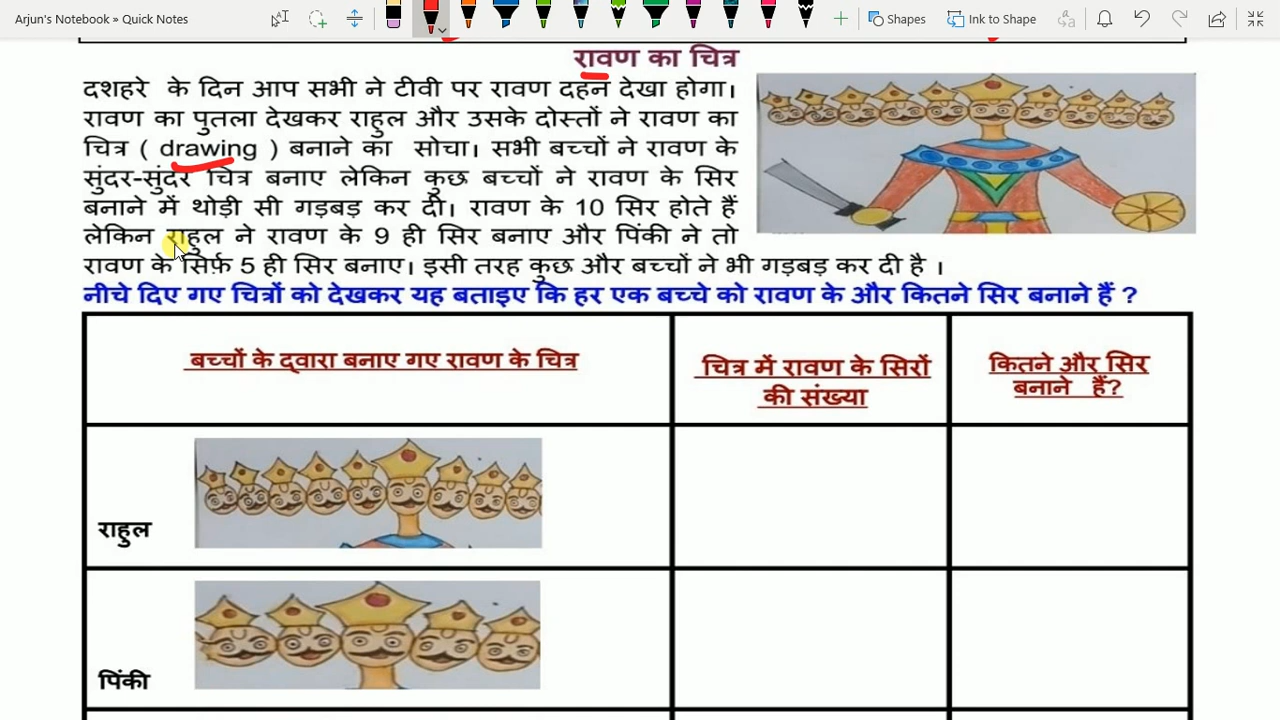 Arjun's Notebook » Quick Notes
Shapes
Ink to Shape
रावण का चित्र
दशहरे के दिन आप सभी ने टीवी पर रावण दहन देखा होगा।
रावण का पुतला देखकर राहुल और उसके दोस्तों ने रावण का
चित्र ( drawing ) बनाने का सोचा। सभी बच्चों ने रावण के
सुंदर-सुंदर चित्र बनाए लेकिन कुछ बच्चों ने रावण के सिर
बनाने में थोड़ी सी गड़बड़ कर दी। रावण के 10 सिर होते हैं
लेकिन राहुल ने रावण के 9 ही सिर बनाए और पिंकी ने तो
रावण के सिर्फ़ 5 ही सिर बनाए। इसी तरह कुछ और बच्चों ने भी गड़बड़ कर दी है ।
नीचे दिए गए चित्रों को देखकर यह बताइए कि हर एक बच्चे को रावण के और कितने सिर बनाने हैं ?
बच्चों के द्वारा बनाए गए रावण के चित्र
चित्र में रावण के सिरों
की संख्या
कितने और सिर
बनाने हैं?
राहुल
पिंकी